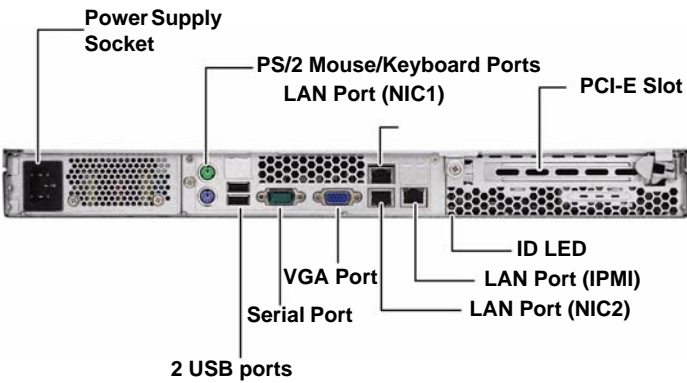 Power Supply
Socket
PS/2 Mouse/Keyboard Ports
LAN Port (NIC1)
PCI-E Slot
ID LED
VGA Port
LAN Port (IPMI)
Serial Port
LAN Port (NIC2)
2 USB ports